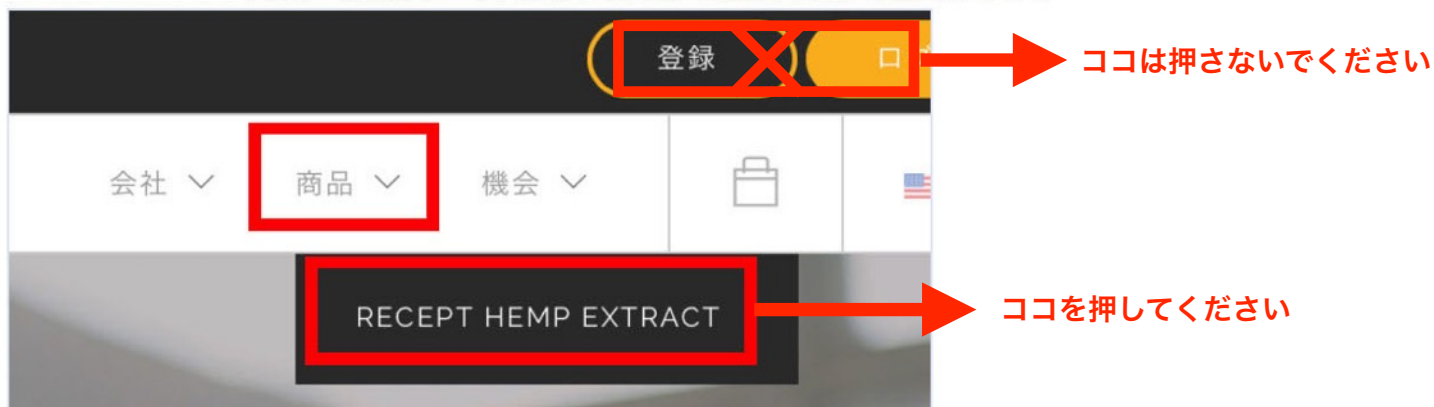 登録
ココは押さないでください
会社
商品
機会
RECEPT HEMP EXTRACT
ココを押してください